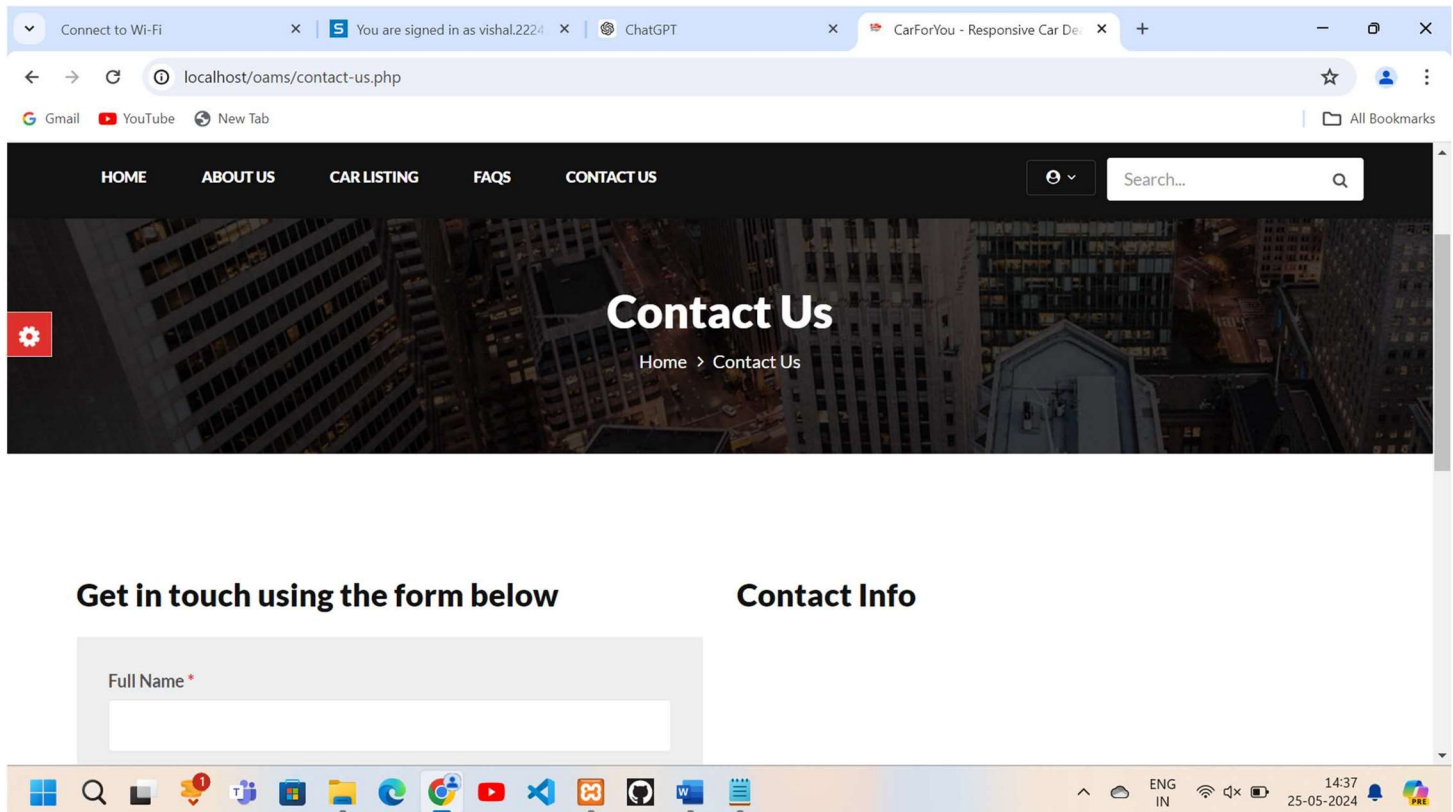 Connect to Wi-Fi
S You are signed in as vishal.2224
ChatGPT
CarForYou - Responsive Car Dea
localhost/oams/contact-us.php
Gmail YouTube New Tab All Bookmarks
HOME ABOUT US CAR LISTING FAQS CONTACT US Search...
Contact Us
Home > Contact Us
Get in touch using the form below
Contact Info
Full Name *
1
ENG
IN
14:37
25-05-2024
PRE